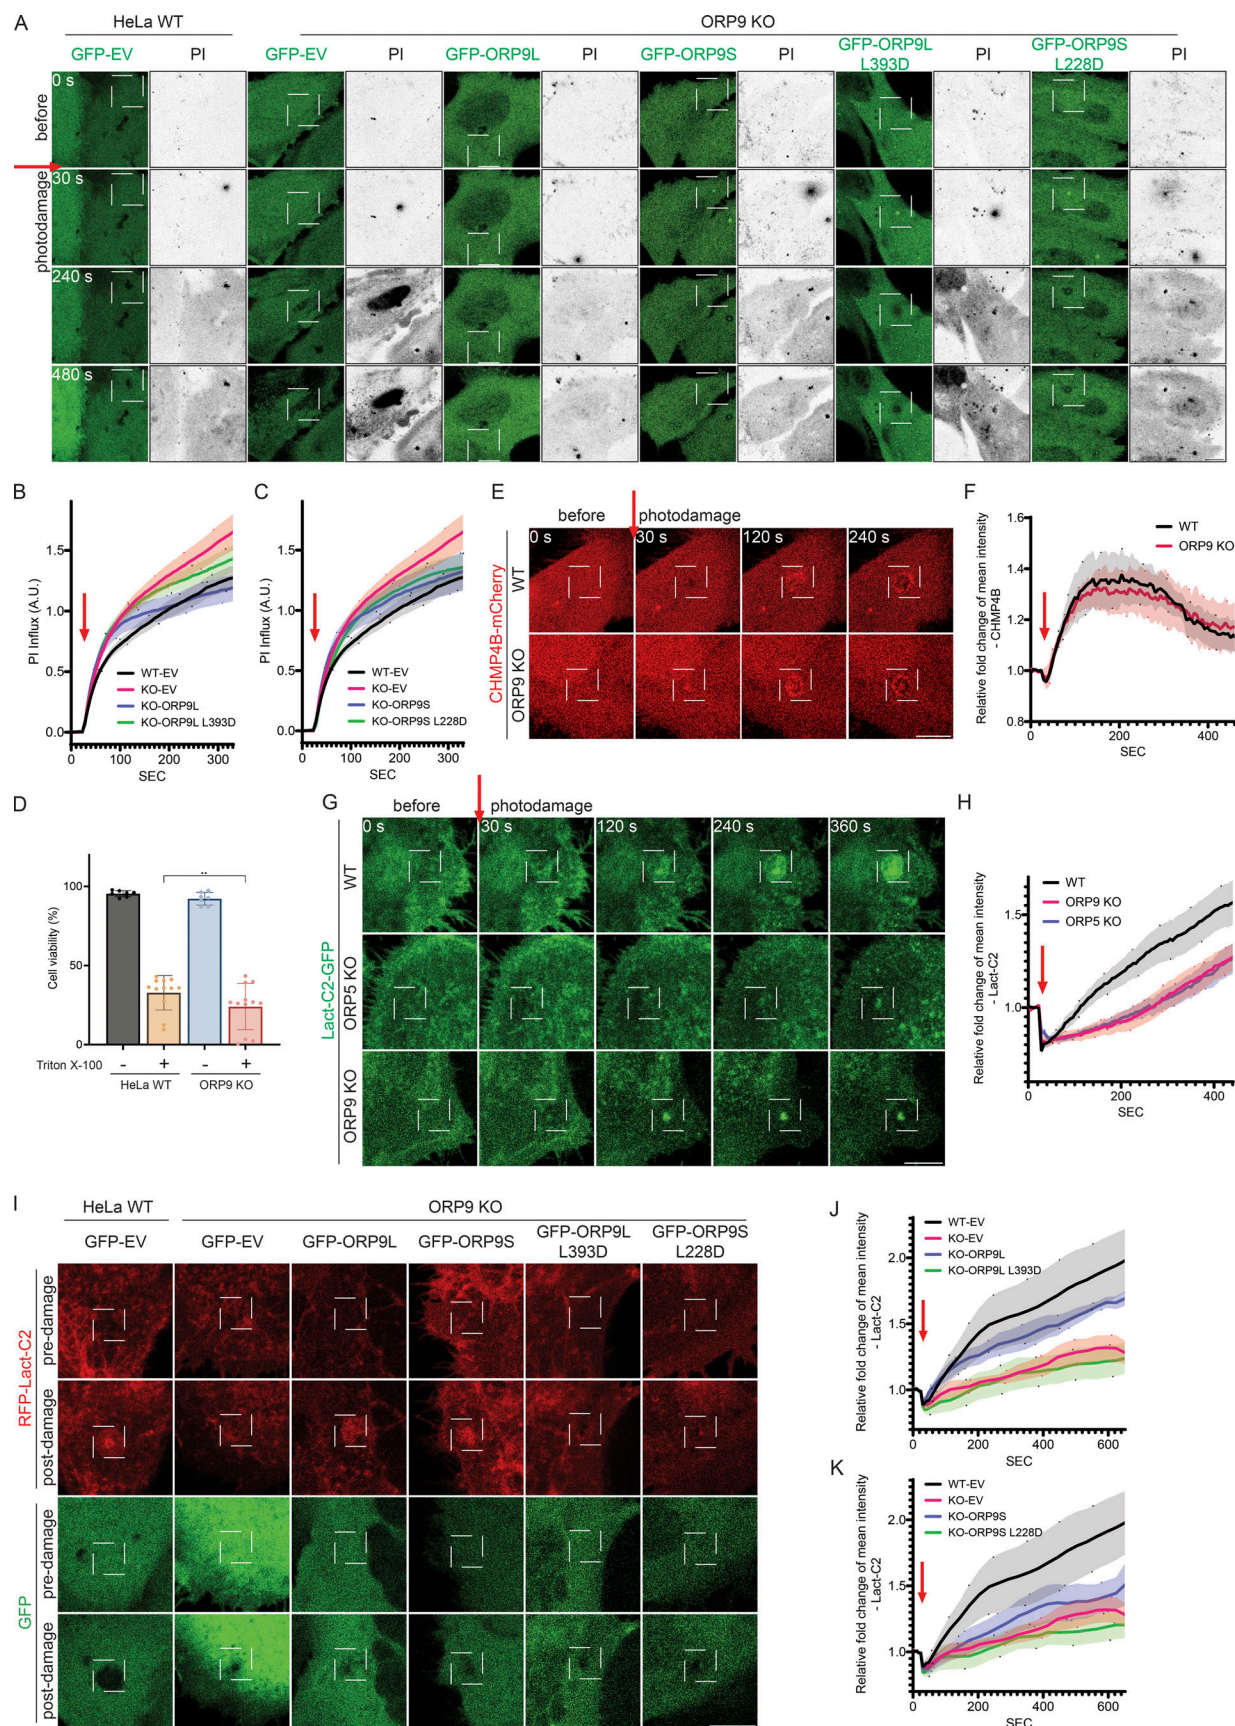 A
HeLa WT
ORP9 KO
GFP-EV
PI
GFP-EV
PI
GFP-ORP9L
PI
GFP-ORP9S
PI
GFP-ORP9L
L393D
PI
GFP-ORP9S
L228D
PI
before
photodamage
0 s
30 s
240 s
480 s
B
PI Influx (A.U.)
1.5
1.0
0.5
0.0
0
100
200
300
SEC
WT-EV
KO-EV
KO-ORP9L
KO-ORP9L L393D
C
PI Influx (A.U.)
1.5
1.0
0.5
0.0
0
100
200
300
SEC
WT-EV
KO-EV
KO-ORP9S
KO-ORP9S L228D
E
before
photodamage
0 s
30 s
120 s
240 s
CHMP4B-mCherry
WT
ORP9 KO
F
Relative fold change of mean intensity
- CHMP4B
1.6
1.4
1.2
1.0
0.8
0
200
400
SEC
WT
ORP9 KO
D
Cell viability (%)
100
50
0
**
Triton X-100
-
+
-
+
HeLa WT
ORP9 KO
G
before
photodamage
0 s
30 s
120 s
240 s
360 s
Lact-C2-GFP
WT
ORP5 KO
ORP9 KO
H
Relative fold change of mean intensity
- Lact-C2
1.5
1.0
0
200
400
SEC
WT
ORP9 KO
ORP5 KO
I
HeLa WT
ORP9 KO
GFP-EV
GFP-EV
GFP-ORP9L
GFP-ORP9S
GFP-ORP9L
L393D
GFP-ORP9S
L228D
RFP-Lact-C2
pre-damage
post-damage
GFP
pre-damage
post-damage
J
Relative fold change of mean intensity
- Lact-C2
2.0
1.5
1.0
0
200
400
600
SEC
WT-EV
KO-EV
KO-ORP9L
KO-ORP9L L393D
K
Relative fold change of mean intensity
- Lact-C2
2.0
1.5
1.0
0
200
400
600
SEC
WT-EV
KO-EV
KO-ORP9S
KO-ORP9S L228D